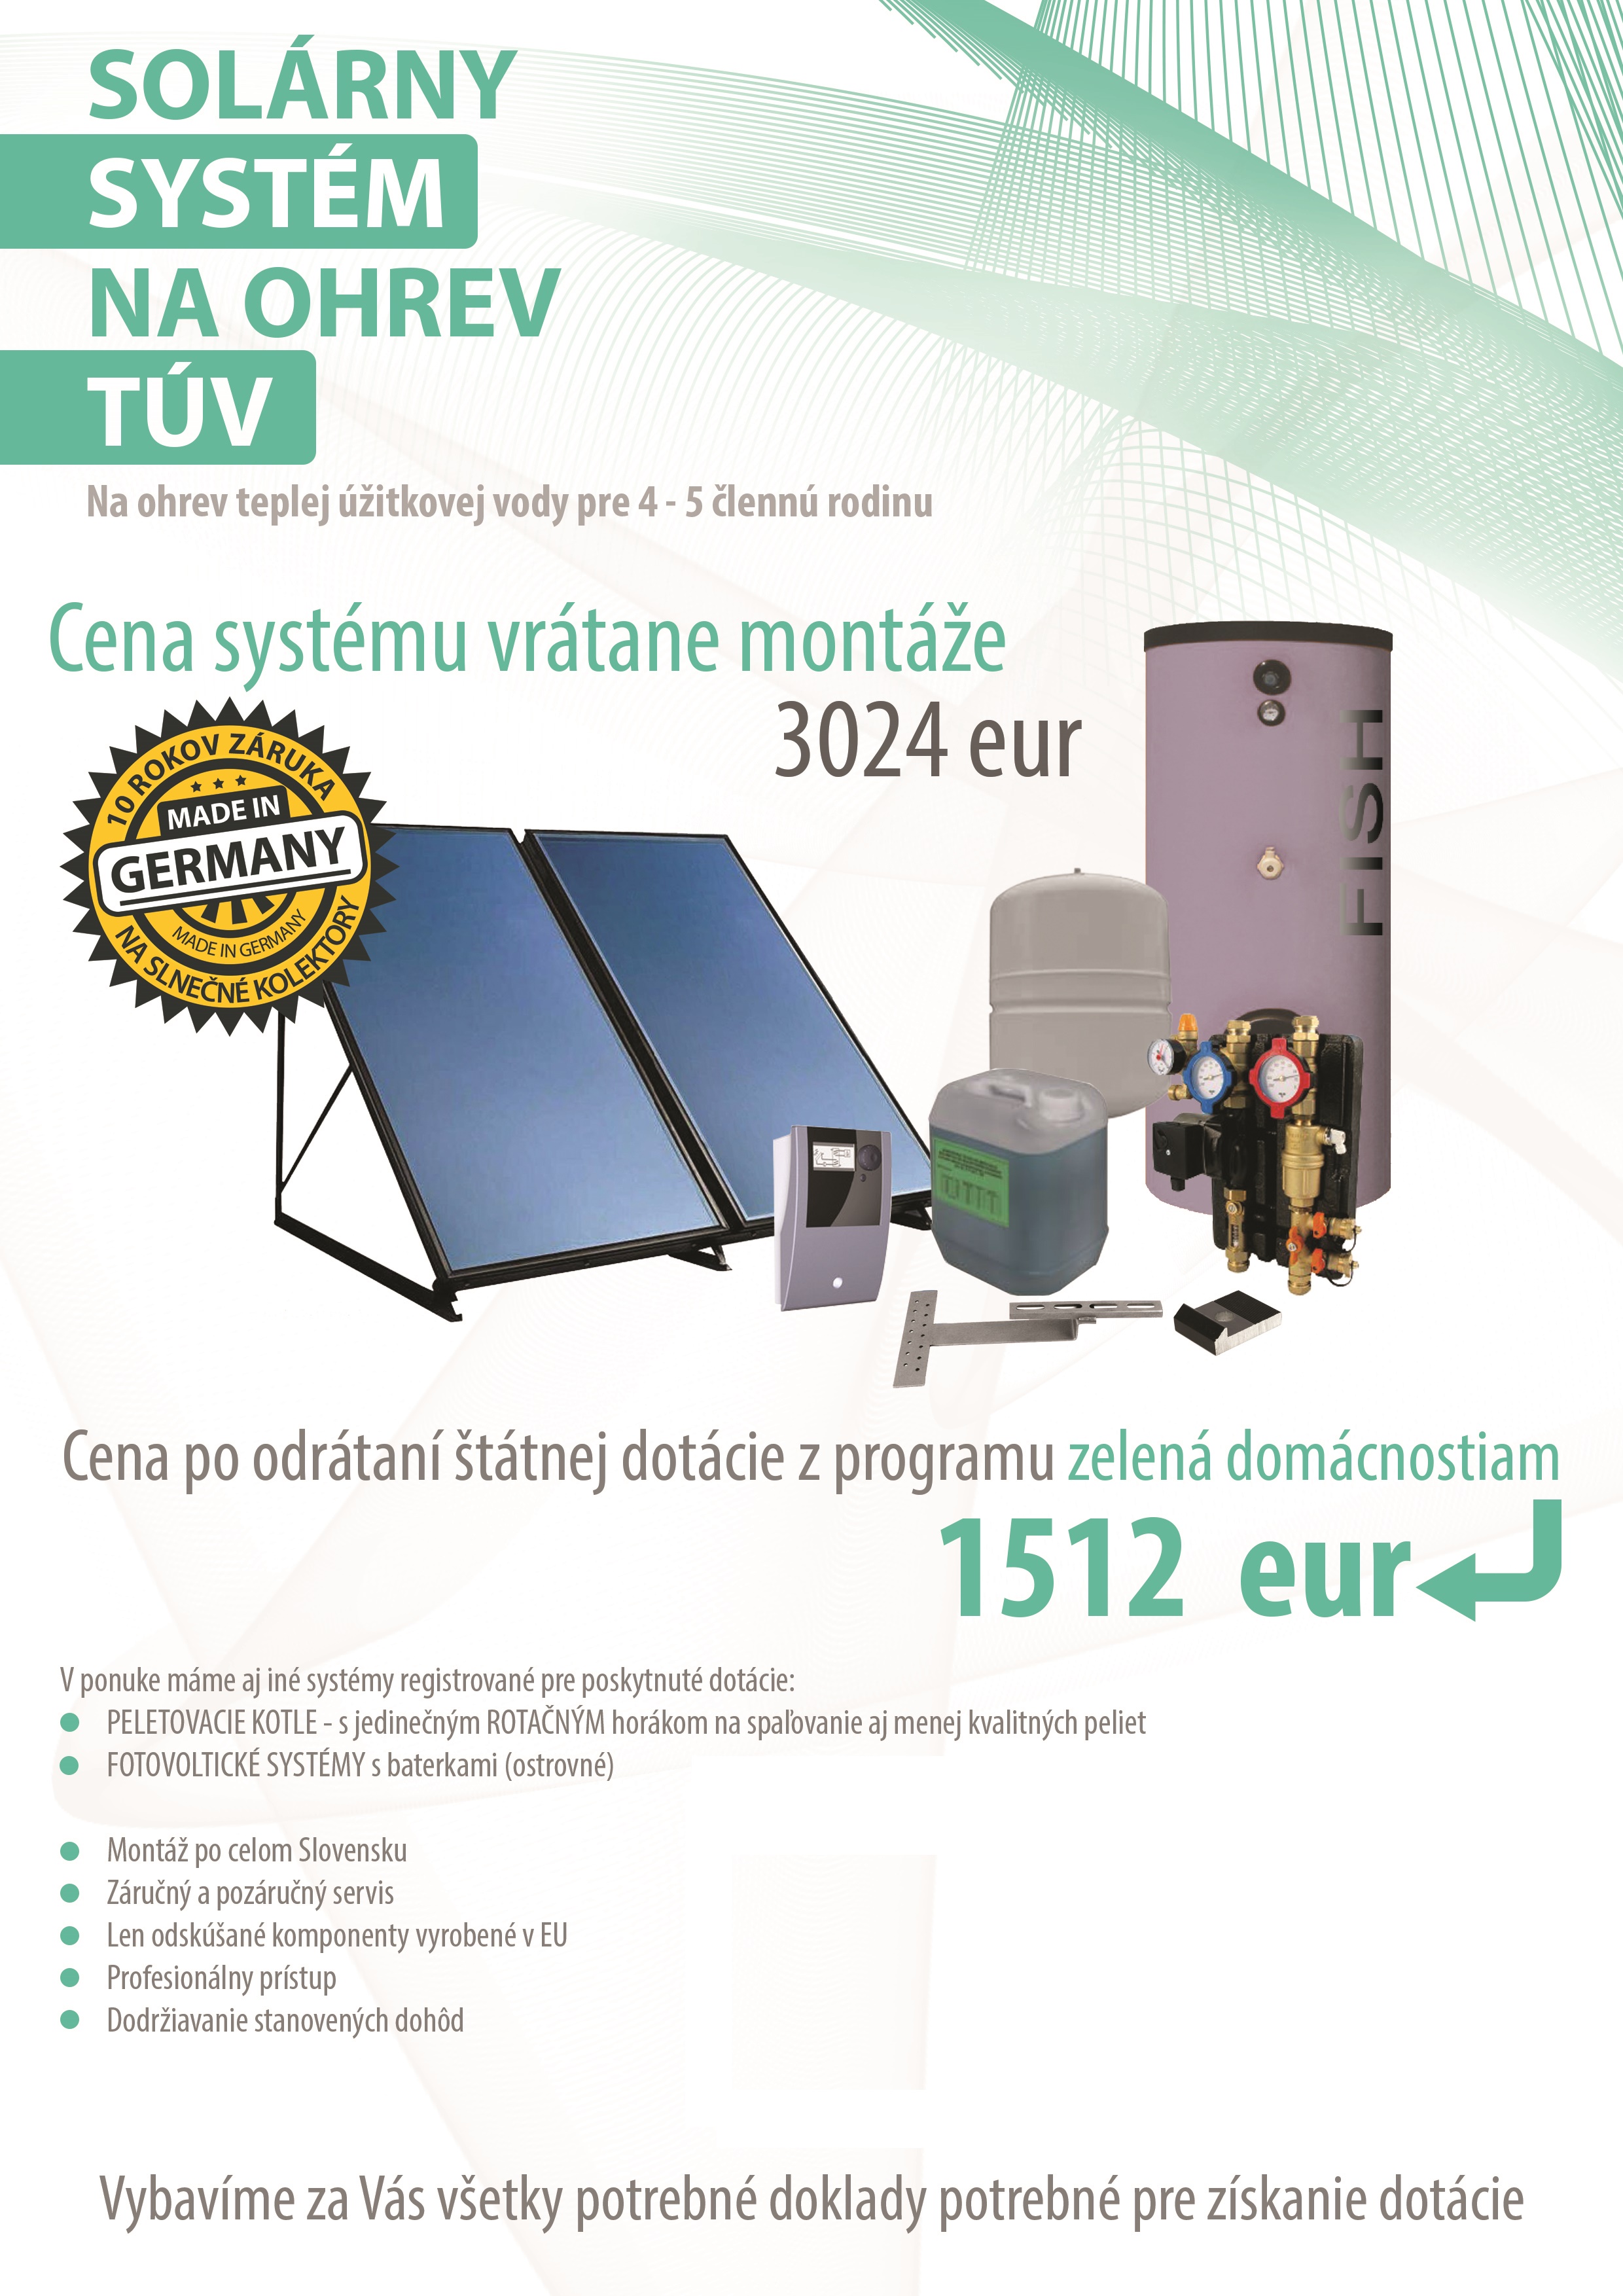 SOLÁRNY
SYSTÉM
NA OHREV
TÚV
Na ohrev teplej úžitkovej vody pre 4 - 5 člennú rodinu
Cena systému vrátane montáže
3024 eur
10 ROKOV ZÁRUKA
MADE IN
GERMANY
MADE IN GERMANY
NA SLNEČNÉ KOLEKTORY
FISH
Cena po odrátaní štátnej dotácie z programu zelená domácnostiam
1512 eur
V ponuke máme aj iné systémy registrované pre poskytnuté dotácie:
PELETOVACIE KOTLE - s jedinečným ROTAČNÝM horákom na spaľovanie aj menej kvalitných peliet
FOTOVOLTICKÉ SYSTÉMY s baterkami (ostrovné)
Montáž po celom Slovensku
Záručný a pozáručný servis
Len odskúšané komponenty vyrobené v EU
Profesionálny prístup
Dodržiavanie stanovených dohôd
Vybavíme za Vás všetky potrebné doklady potrebné pre získanie dotácie